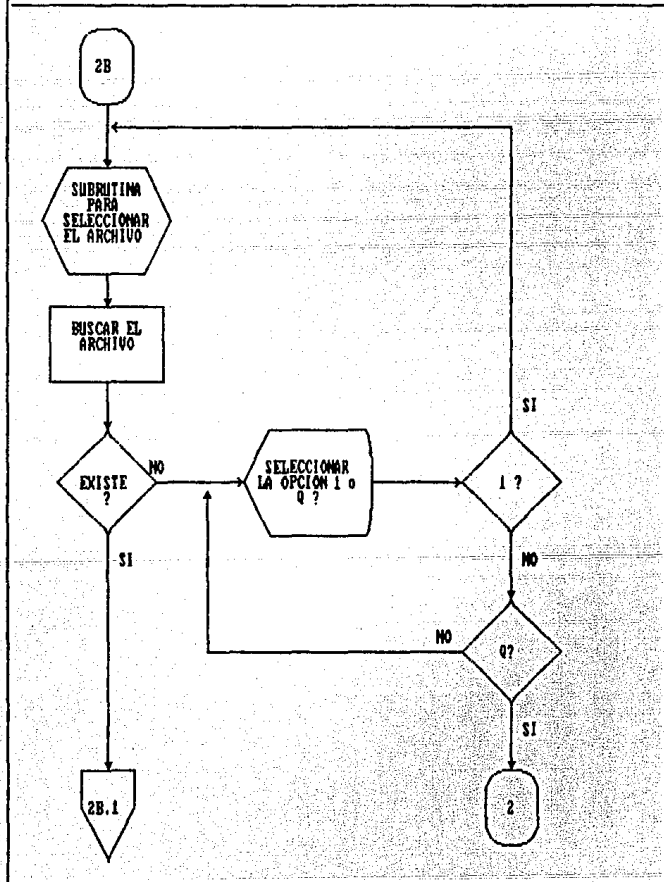 2B
SUBRUTINA
PARA
SELECCIONAR
EL ARCHIVO
BUSCAR EL
ARCHIVO
EXISTE
?
NO
SI
SELECCIONAR
LA OPCION 1 o
Q ?
1 ?
SI
NO
Q?
NO
SI
2B.1
2